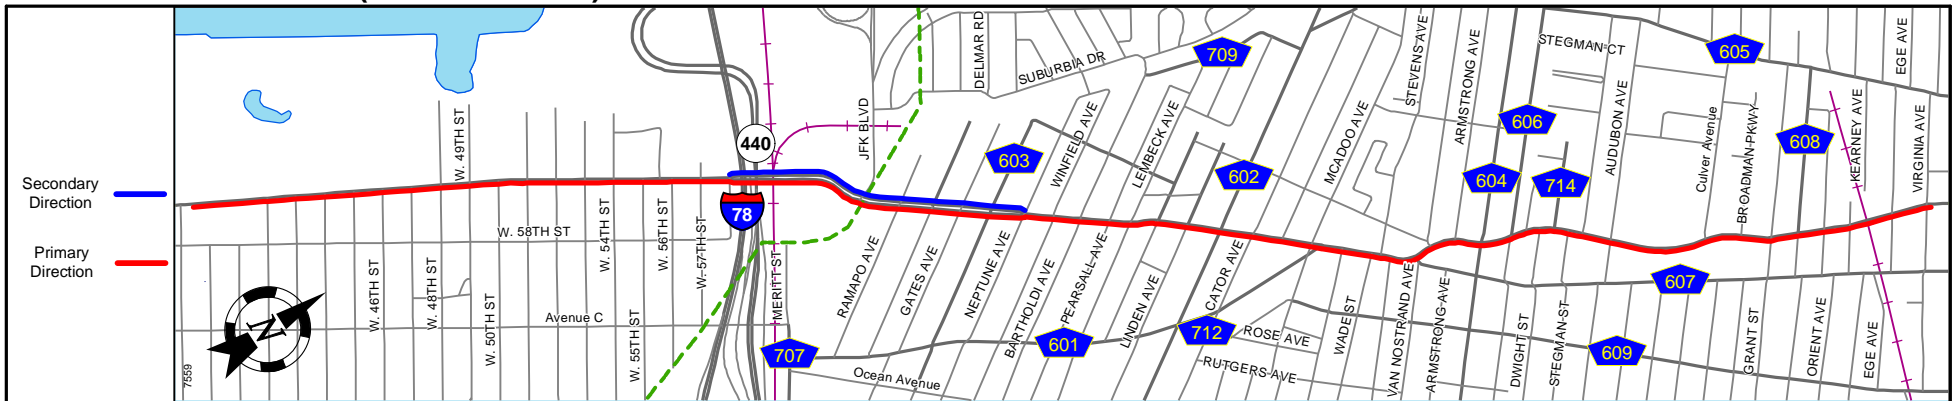 DELMAR RD
STEVENS AVE
ARMSTRONG AVE
STEGMAN CT
605
EGE AVE
SUBURBIA DR
709
W. 49TH ST
440
JFK BLVD
603
WINFIELD AVE
LEMBECK AVE
602
MCADOO AVE
606
604
714
AUDUBON AVE
Culver Avenue
BROADMAN PKWY
608
KEARNEY AVE
VIRGINIA AVE
Secondary
Direction
78
Primary
Direction
W. 58TH ST
W. 54TH ST
W. 56TH ST
W. 57TH ST
W. 46TH ST
W. 48TH ST
W. 50TH ST
Avenue C
W. 55TH ST
MERITT ST
RAMAPO AVE
GATES AVE
NEPTUNE AVE
BARTHOLDI AVE
PEARSALL AVE
LINDEN AVE
CATOR AVE
607
N
7559
707
Ocean Avenue
601
712
ROSE AVE
RUTGERS AVE
WADE ST
VAN NOSTRAND AVE
ARMSTRONG AVE
DWIGHT ST
STEGMAN ST
609
GRANT ST
ORIENT AVE
EGE AVE